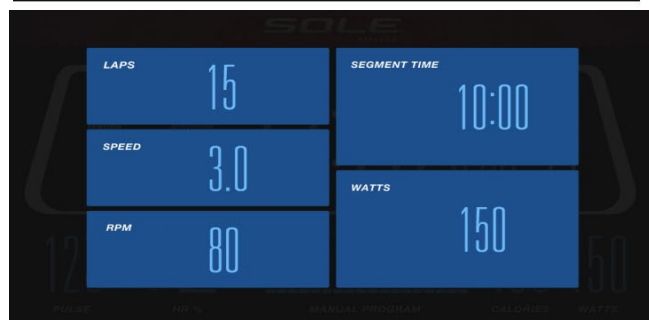 SOLE
LAPS
15
SPEED
3.0
RPM
80
SEGMENT TIME
10:00
WATTS
150
PULSE
HR %
MANUAL PROGRAM
CALORIES
WATTS